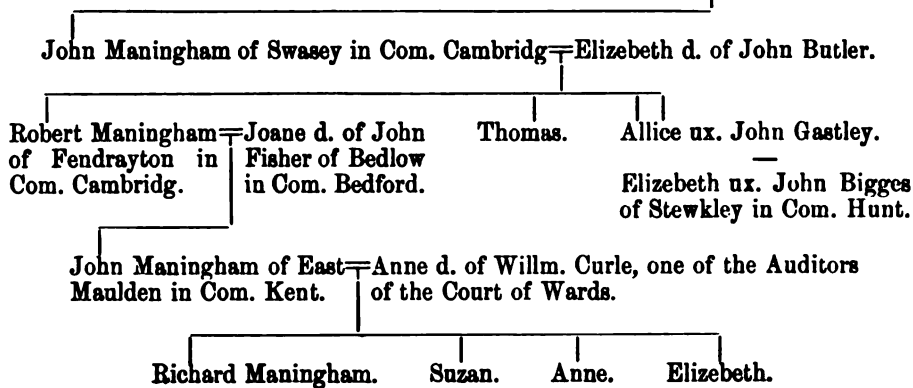 John Maningham of Swasey in Com. Cambridg=Elizebeth d. of John Butler.
Robert Maningham=Joane d. of John Thomas. Allice ux. John Gastley.
of Fendrayton in Fisher of Bedlow
Com. Cambridg. in Com. Bedford.
Elizebeth ux. John Bigges
of Stewkley in Com. Hunt.
John Maningham of East=Anne d. of Willm. Curle, one of the Auditors
Maulden in Com. Kent. of the Court of Wards.
Richard Maningham. Suzan. Anne. Elizebeth.